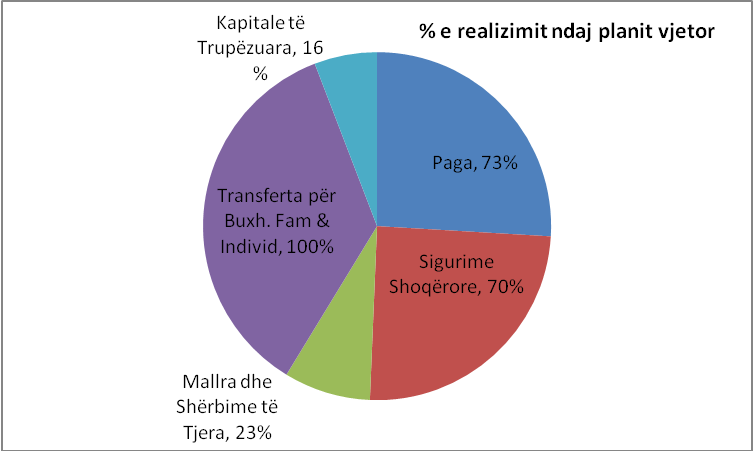 % e realizimit ndaj planit vjetor
Kapitale të
Trupëzuara, 16
%
Paga, 73%
Transferta për
Buxh. Fam &
Individ, 100%
Sigurime
Shoqërore, 70%
Mallra dhe
Shërbime të
Tjera, 23%